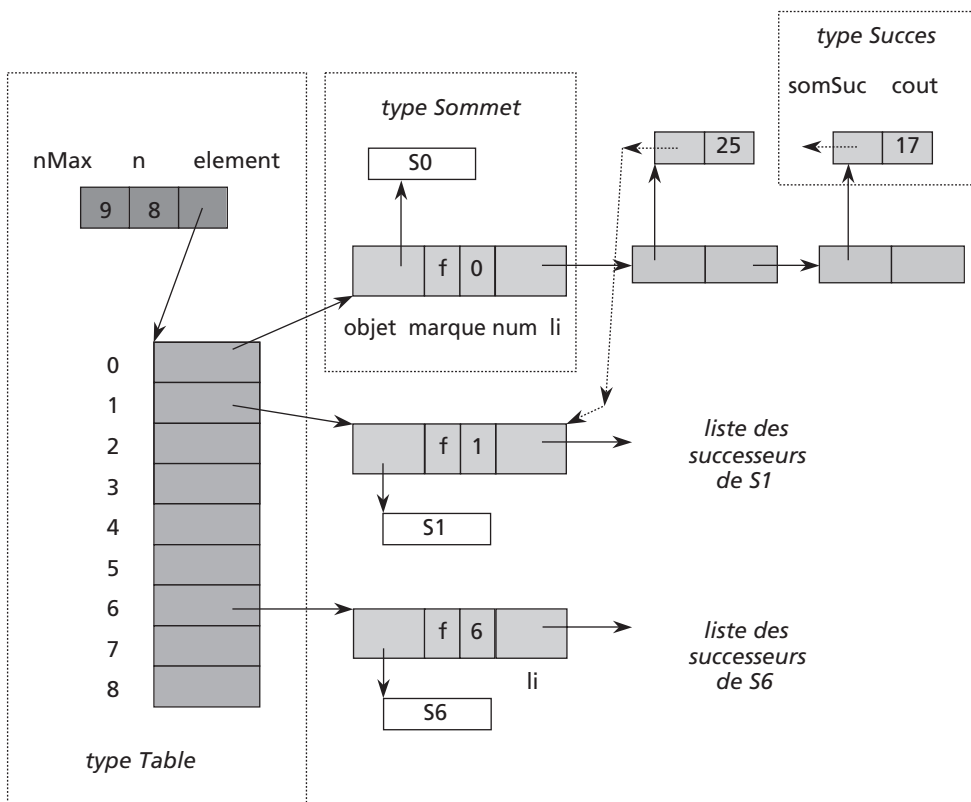 type Succes
somSuc cout
17
type Sommet
25
S0
nMax n element
9 8
f 0
objet marque num li
0
1
2
3
4
5
6
7
8
f 1
liste des
successeurs
de S1
S1
f 6
liste des
successeurs
de S6
li
S6
type Table